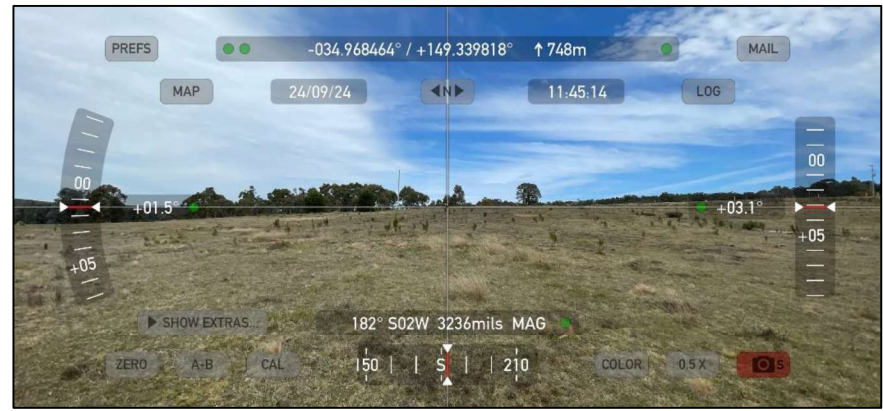 PREFS -034.968464° / +149.339818° ↑ 748m MAIL
MAP 24/09/24 ◀N▶ 11:45:14 LOG
00 00
+01.5° +03.1°
+05 +05
▶ SHOW EXTRAS... 182° S02W 3236mils MAG
ZERO A-B CAL 150 S 210 COLOR 0.5 X S